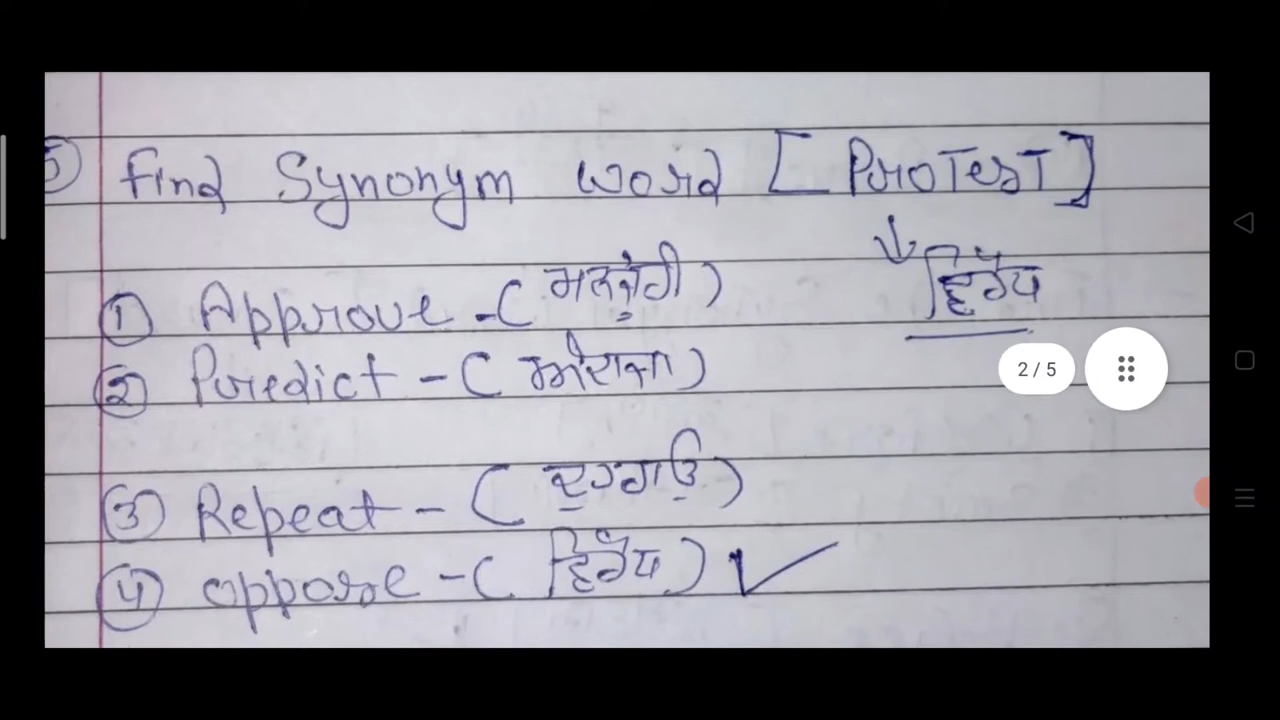 5) Find Synonym word [ProTesT]
↓ ਵਿਰੋਧ
① Approve - (ਮਨਜ਼ੂਰੀ)
② Predict - (ਅੰਦਾਜ਼ਾ)
2/5
③ Repeat - (ਦੁਹਰਾਉ)
④ oppose - (ਵਿਰੋਧ) ✓